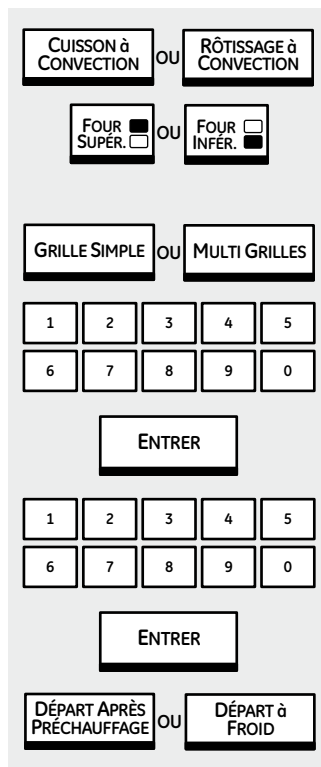 CUISSON à CONVECTION OU RÔTISSAGE à CONVECTION
FOUR SUPÉR. OU FOUR INFÉR.
GRILLE SIMPLE OU MULTI GRILLES
1 2 3 4 5
6 7 8 9 0
ENTRER
1 2 3 4 5
6 7 8 9 0
ENTRER
DÉPART APRÈS PRÉCHAUFFAGE OU DÉPART à FROID